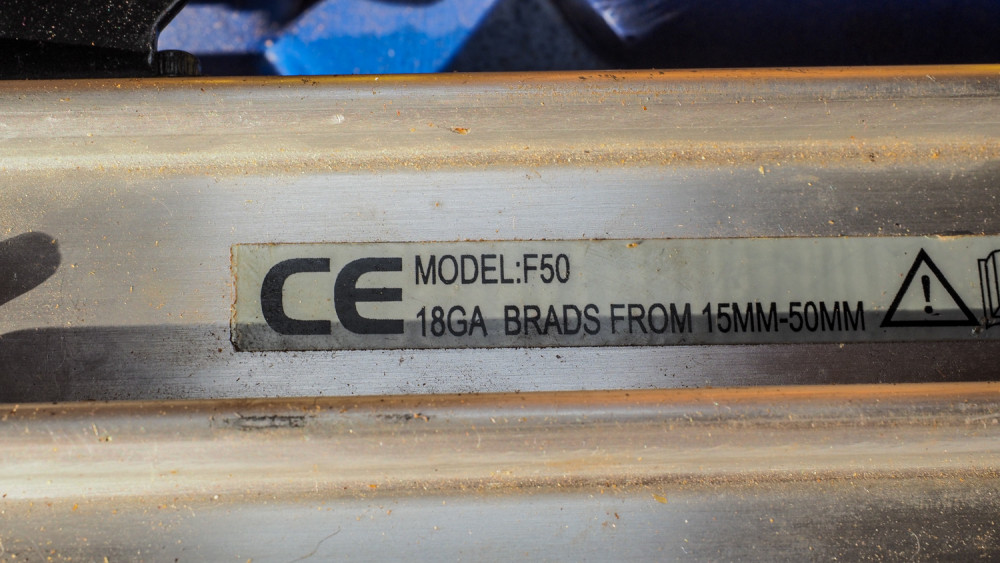 CE
MODEL:F50
18GA BRADS FROM 15MM-50MM
!